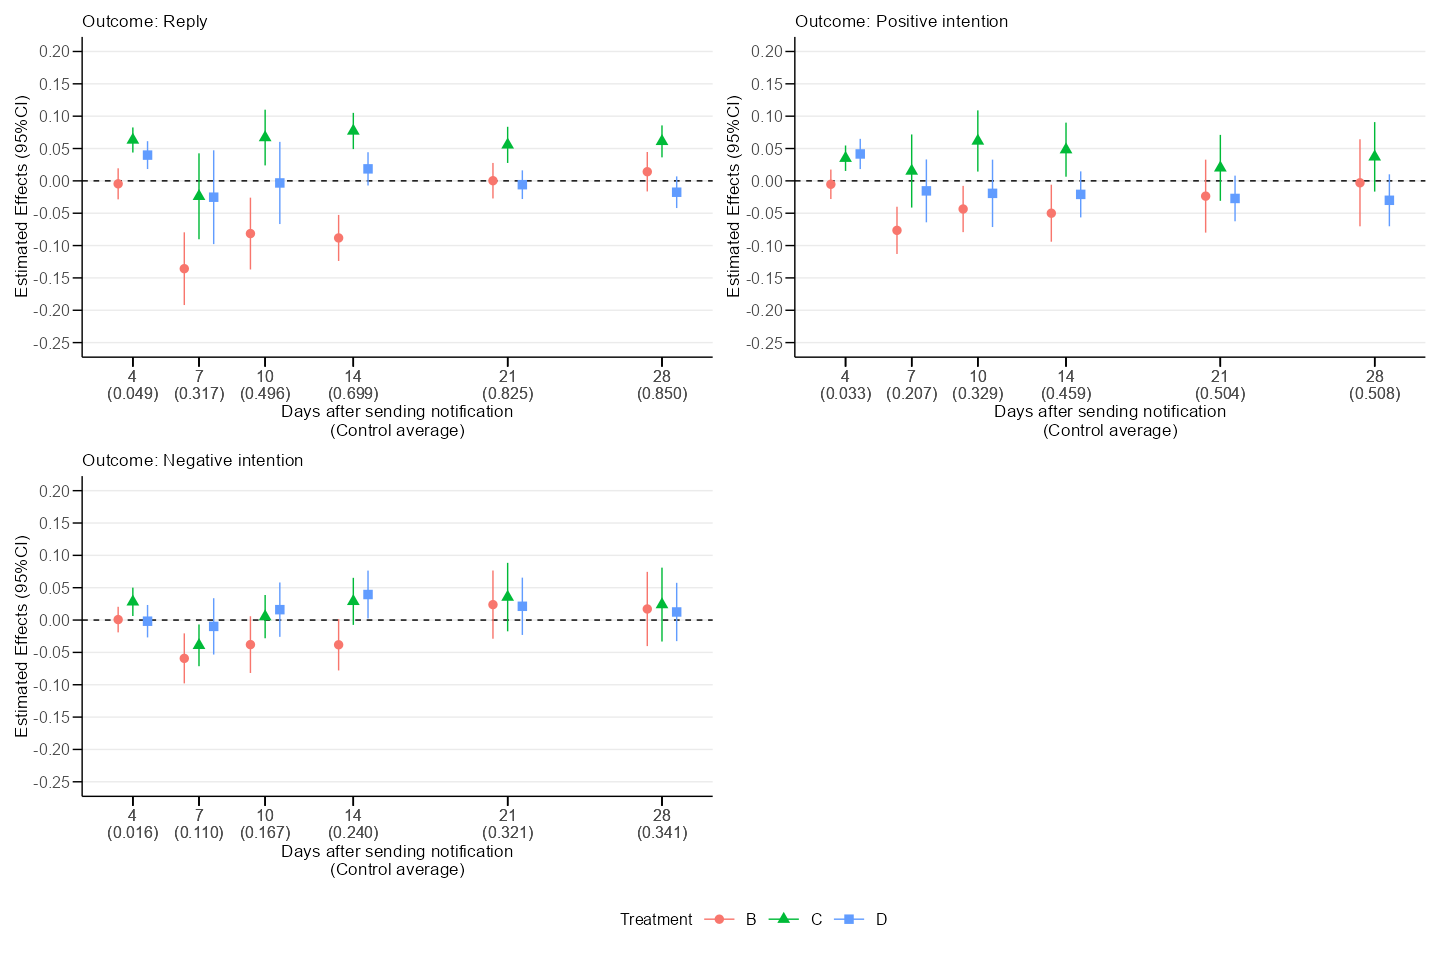 Outcome: Reply
Estimated Effects (95%CI)
0.20
0.15
0.10
0.05
0.00
-0.05
-0.10
-0.15
-0.20
-0.25
4 7 10 14 21 28
(0.049) (0.317) (0.496) (0.699) (0.825) (0.850)
Days after sending notification
(Control average)
Outcome: Positive intention
Estimated Effects (95%CI)
0.20
0.15
0.10
0.05
0.00
-0.05
-0.10
-0.15
-0.20
-0.25
4 7 10 14 21 28
(0.033) (0.207) (0.329) (0.459) (0.504) (0.508)
Days after sending notification
(Control average)
Outcome: Negative intention
Estimated Effects (95%CI)
0.20
0.15
0.10
0.05
0.00
-0.05
-0.10
-0.15
-0.20
-0.25
4 7 10 14 21 28
(0.016) (0.110) (0.167) (0.240) (0.321) (0.341)
Days after sending notification
(Control average)
Treatment B C D